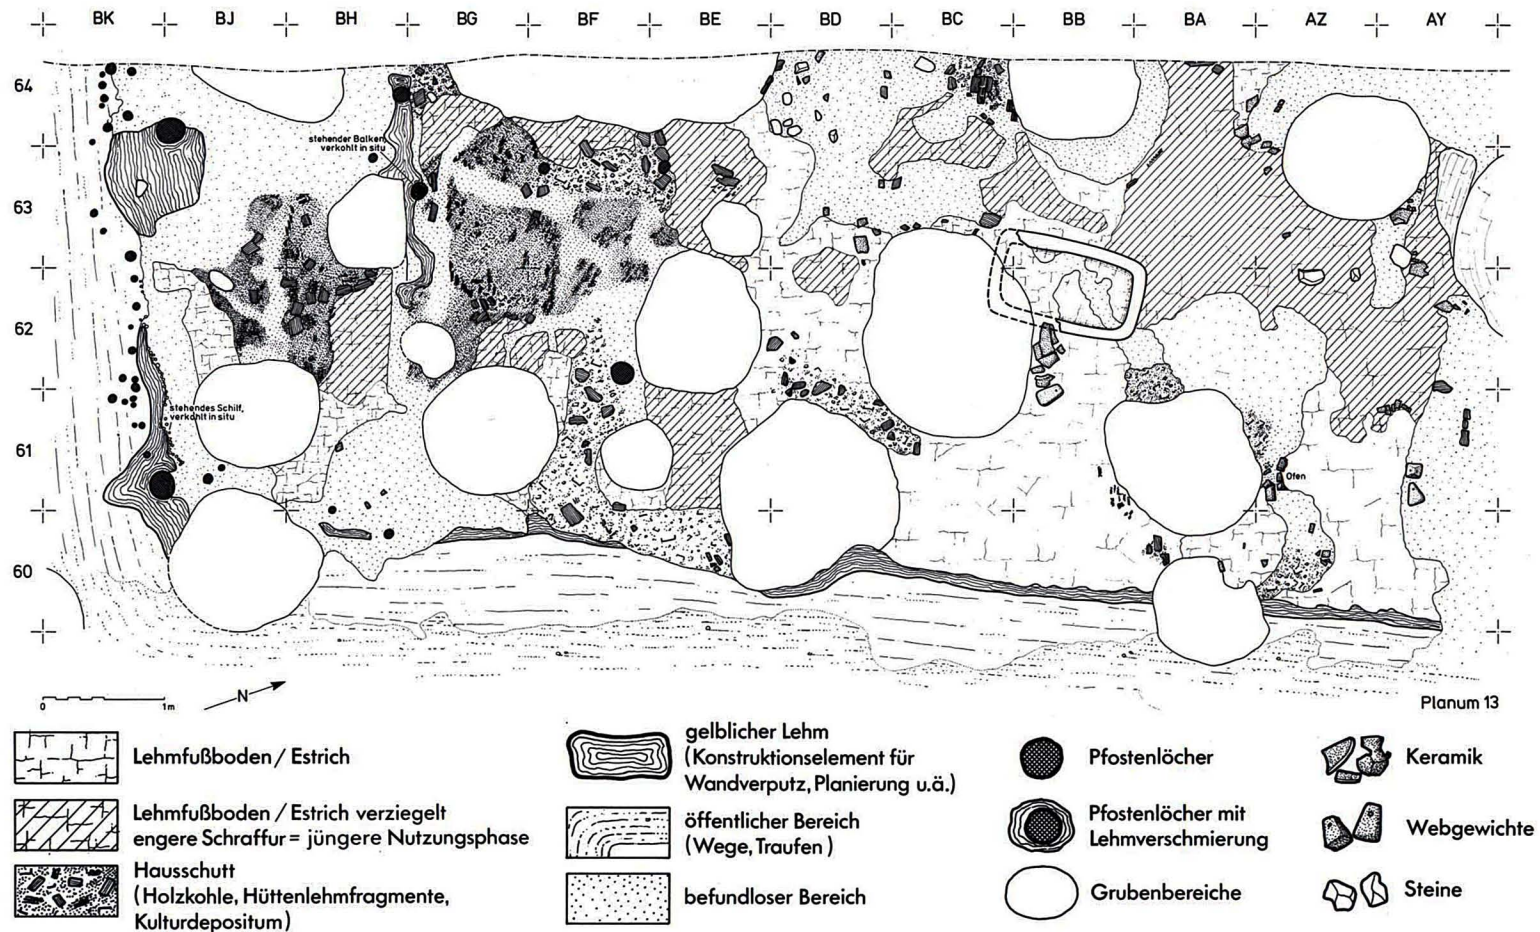 BK BJ BH BG BF BE BD BC BB BA AZ AY
64
stehender Balken,
verkohlt in situ
63
62
stehendes Schilf,
verkohlt in situ
61
Ofen
60
0 1m
N
Planum 13
Lehmfußboden / Estrich
Lehmfußboden / Estrich verziegelt
engere Schraffur = jüngere Nutzungsphase
Hausschutt
(Holzkohle, Hüttenlehmfragmente,
Kulturdepositum)
gelblicher Lehm
(Konstruktionselement für
Wandverputz, Planierung u.ä.)
öffentlicher Bereich
(Wege, Traufen)
befundloser Bereich
Pfostenlöcher
Pfostenlöcher mit
Lehmverschmierung
Grubenbereiche
Keramik
Webgewichte
Steine